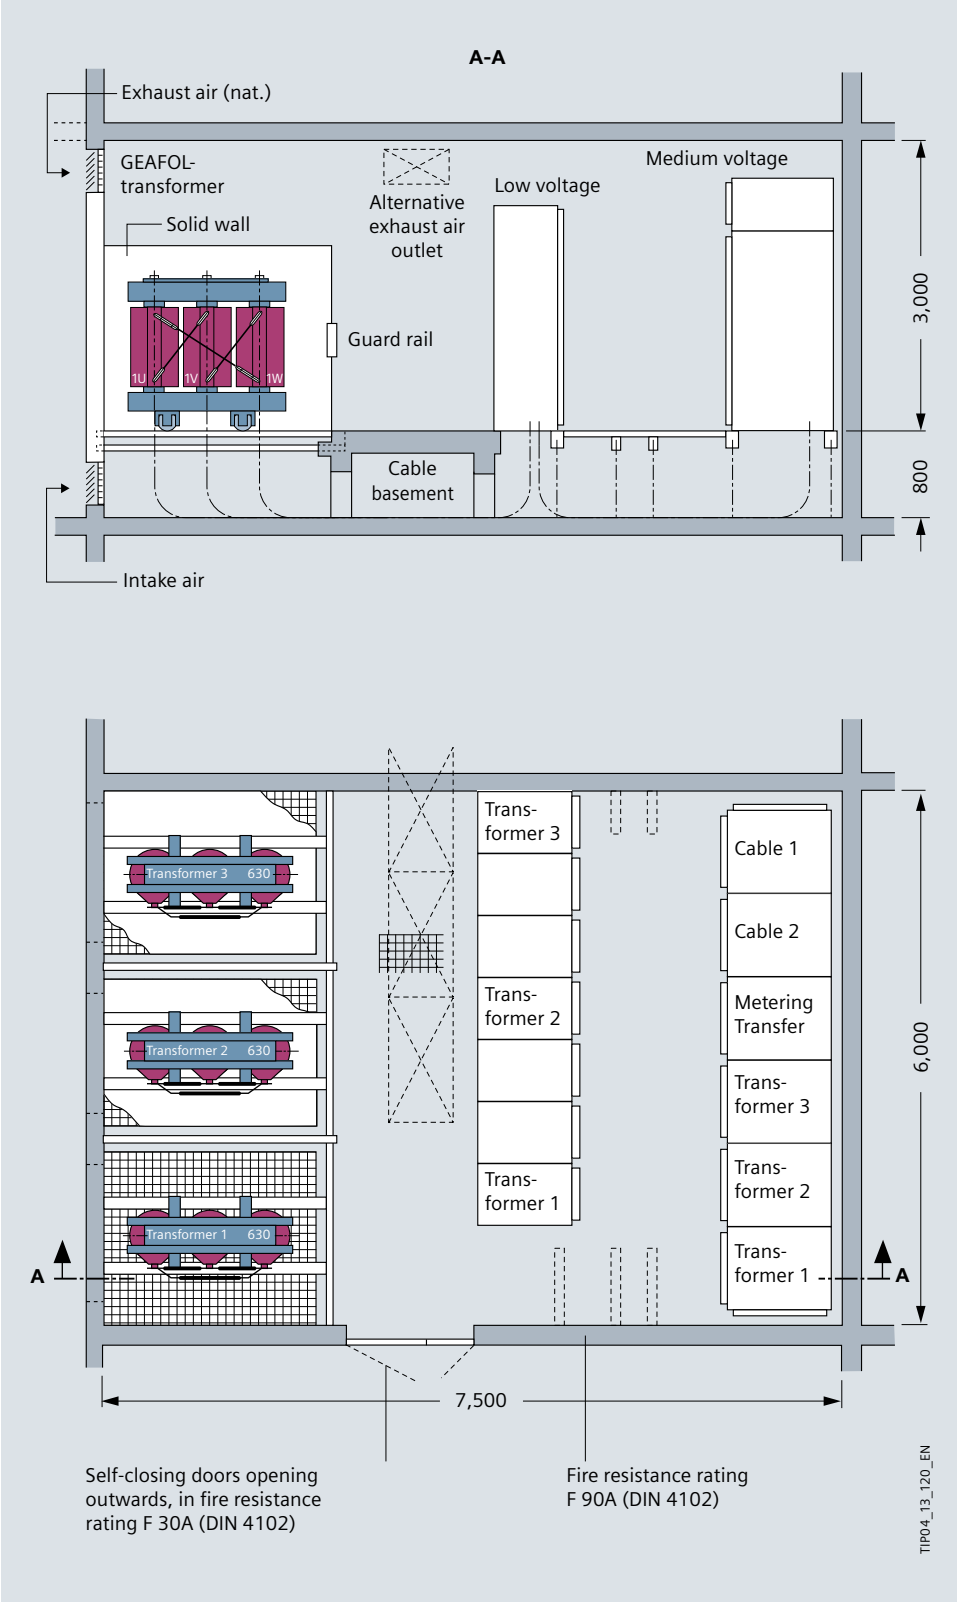 A-A
Exhaust air (nat.)
GEAFOL-
transformer
Solid wall
Alternative
exhaust air
outlet
Low voltage
Medium voltage
3,000
Guard rail
1U
1V
1W
Cable
basement
800
Intake air
Trans-
former 3
Cable 1
Transformer 3 630
Cable 2
Trans-
former 2
Metering
Transfer
Transformer 2 630
6,000
Trans-
former 3
Trans-
former 1
Trans-
former 2
Transformer 1 630
Trans-
former 1
A
A
7,500
Self-closing doors opening
outwards, in fire resistance
rating F 30A (DIN 4102)
Fire resistance rating
F 90A (DIN 4102)
TIP04_13_120_EN